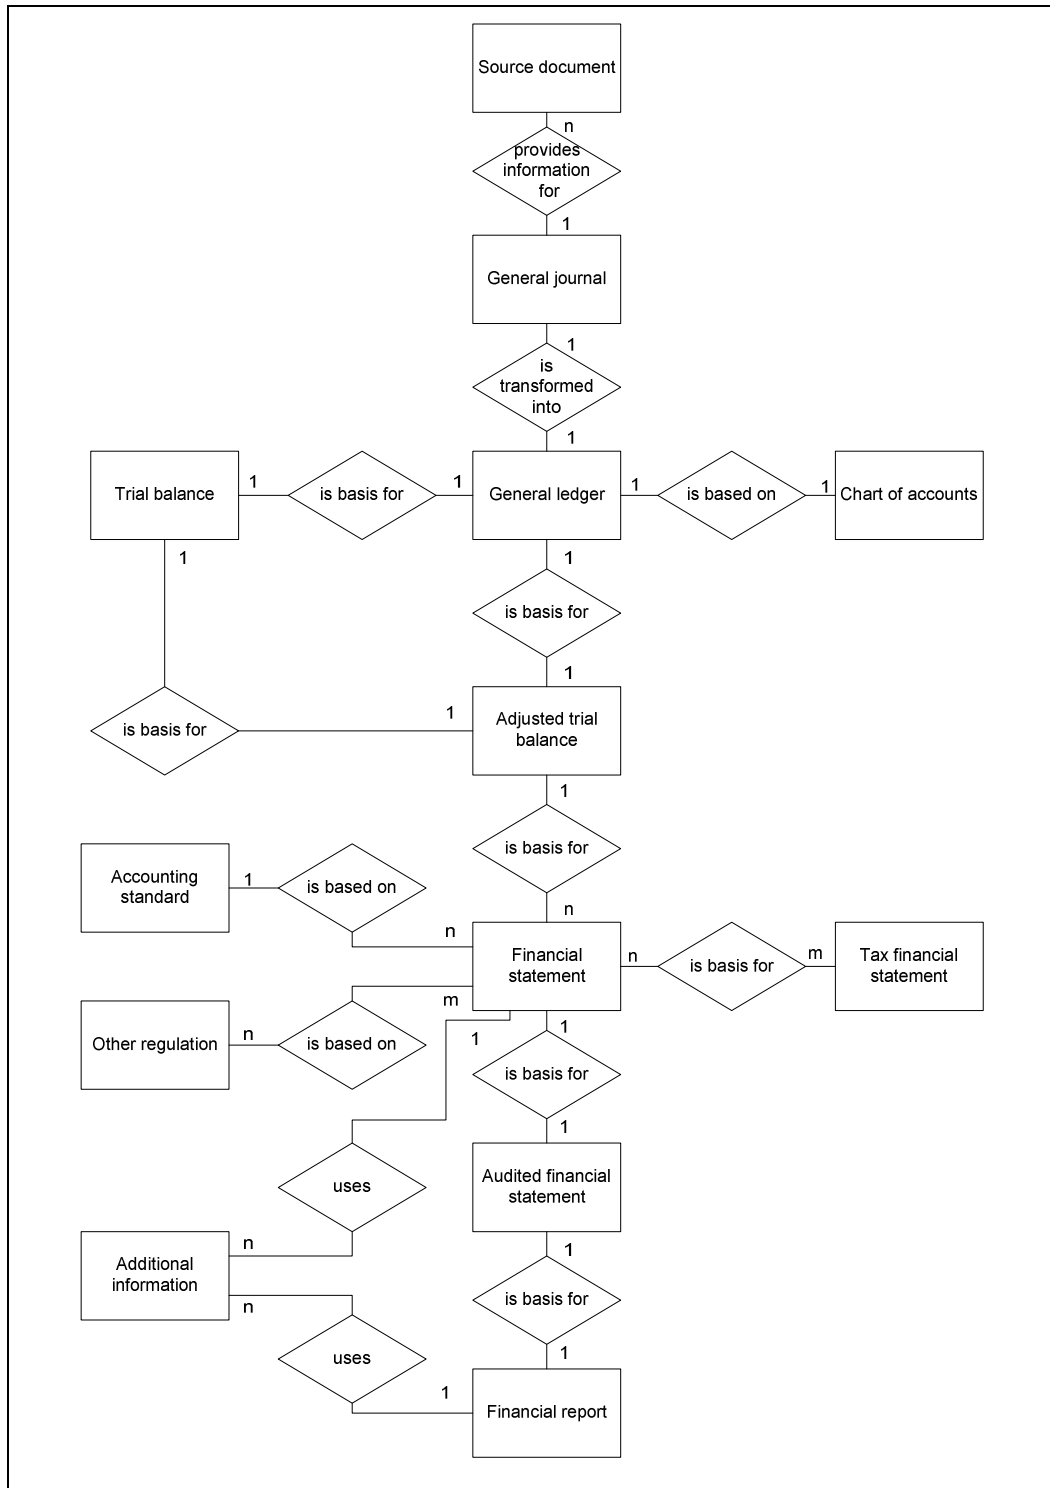 Source document
n
provides
information
for
1
General journal
1
is
transformed
into
1
Trial balance
1
is basis for
1
General ledger
1
is based on
1
Chart of accounts
1
1
is basis for
1
is basis for
1
Adjusted trial
balance
1
is basis for
n
Accounting
standard
1
is based on
n
Financial
statement
n
is basis for
m
Tax financial
statement
m
Other regulation
n
is based on
1
1
is basis for
1
uses
Audited financial
statement
n
Additional
information
n
1
is basis for
1
uses
1
Financial report